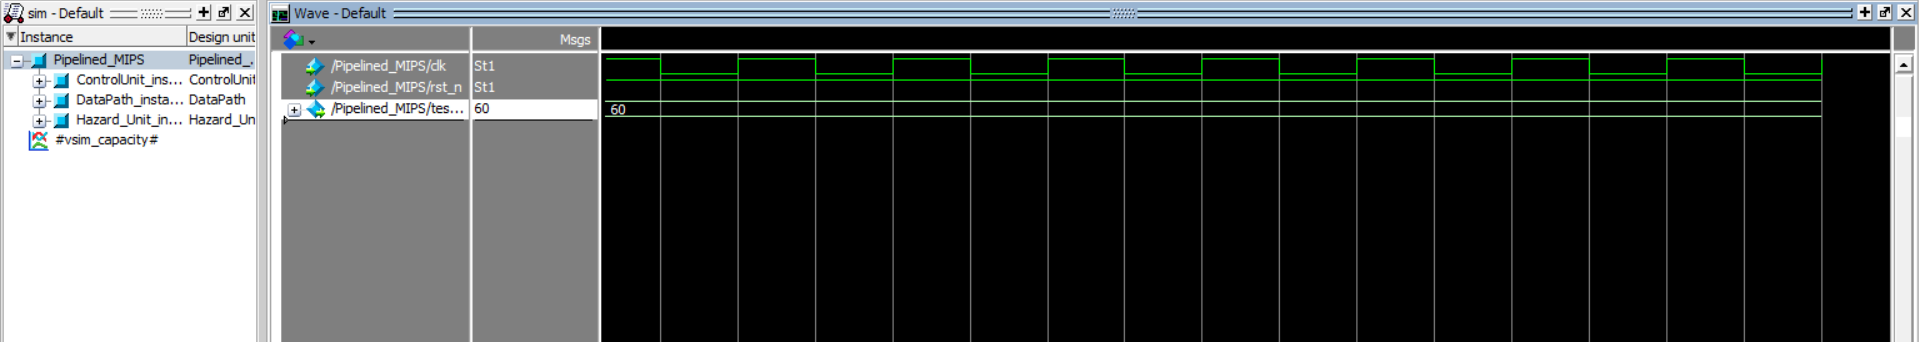 sim - Default
Instance Design unit
Pipelined_MIPS Pipelined_.
ControlUnit_ins... ControlUnit
DataPath_insta... DataPath
Hazard_Unit_in... Hazard_Un
#vsim_capacity#
Wave - Default
Msgs
/Pipelined_MIPS/clk St1
/Pipelined_MIPS/rst_n St1
/Pipelined_MIPS/tes... 60 60